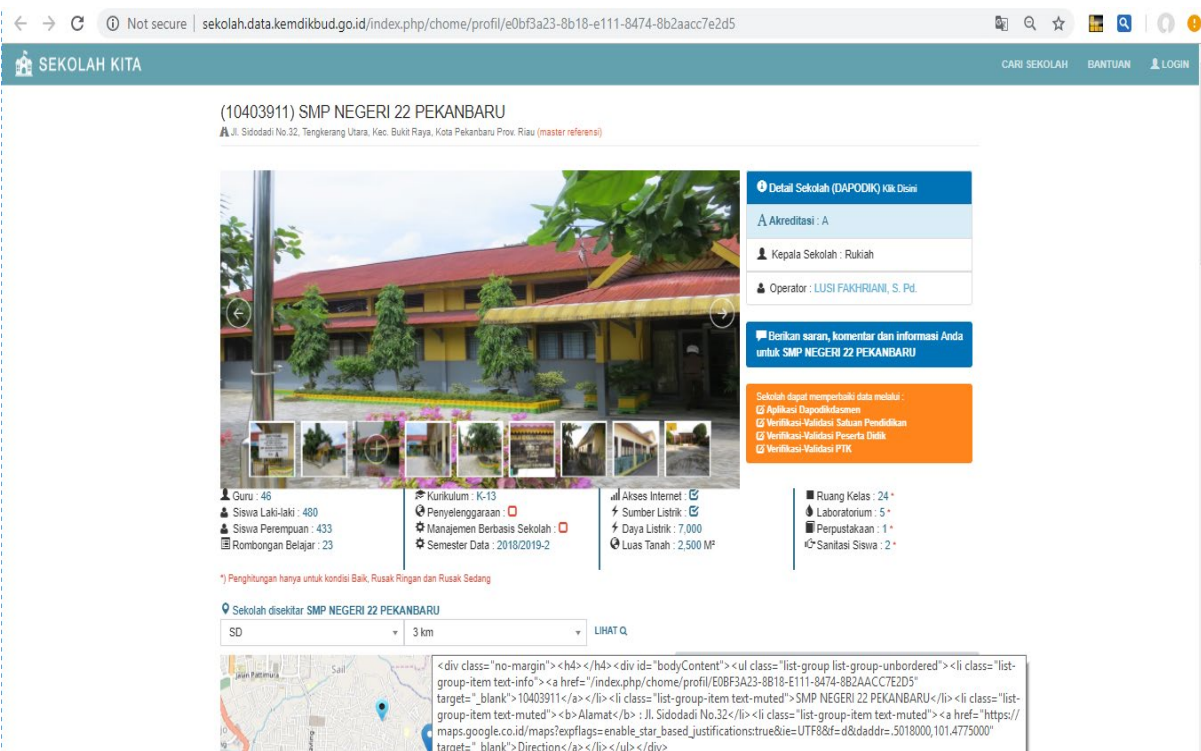 Not secure | sekolah.data.kemdikbud.go.id/index.php/chome/profil/e0bf3a23-8b18-e111-8474-8b2aacc7e2d5
SEKOLAH KITA
CARI SEKOLAH BANTUAN LOGIN
(10403911) SMP NEGERI 22 PEKANBARU
Jl. Sidodadi No.32, Tengkerang Utara, Kec. Bukit Raya, Kota Pekanbaru Prov. Riau (master referensi)
Detail Sekolah (DAPODIK) Klik Disini
A Akreditasi : A
Kepala Sekolah : Rukiah
Operator : LUSI FAKHRIANI, S. Pd.
Berikan saran, komentar dan informasi Anda
untuk SMP NEGERI 22 PEKANBARU
Sekolah dapat memperbaiki data melalui :
Aplikasi Dapodikdasmen
Verifikasi-Validasi Satuan Pendidikan
Verifikasi-Validasi Peserta Didik
Verifikasi-Validasi PTK
Guru : 46
Siswa Laki-laki : 480
Siswa Perempuan : 433
Rombongan Belajar : 23
Kurikulum : K-13
Penyelenggaraan :
Manajemen Berbasis Sekolah :
Semester Data : 2018/2019-2
Akses Internet :
Sumber Listrik :
Daya Listrik : 7,000
Luas Tanah : 2,500 M²
Ruang Kelas : 24 *
Laboratorium : 5 *
Perpustakaan : 1 *
Sanitasi Siswa : 2 *
*) Penghitungan hanya untuk kondisi Baik, Rusak Ringan dan Rusak Sedang
Sekolah disekitar SMP NEGERI 22 PEKANBARU
SD 3 km LIHAT
Jalan Pattimura
Sail
<div class="no-margin"><h4></h4><div id="bodyContent"><ul class="list-group list-group-unbordered"><li class="list-
group-item text-info"><a href="/index.php/chome/profil/E0BF3A23-8B18-E111-8474-8B2AACC7E2D5"
target="_blank">10403911</a></li><li class="list-group-item text-muted">SMP NEGERI 22 PEKANBARU</li><li class="list-
group-item text-muted"><b>Alamat</b> : Jl. Sidodadi No.32</li><li class="list-group-item text-muted"><a href="https://
maps.google.co.id/maps?expflags=enable_star_based_justifications:true&ie=UTF8&f=d&daddr=.5018000,101.4775000"
target="_blank">Direction</a></li></ul></div>